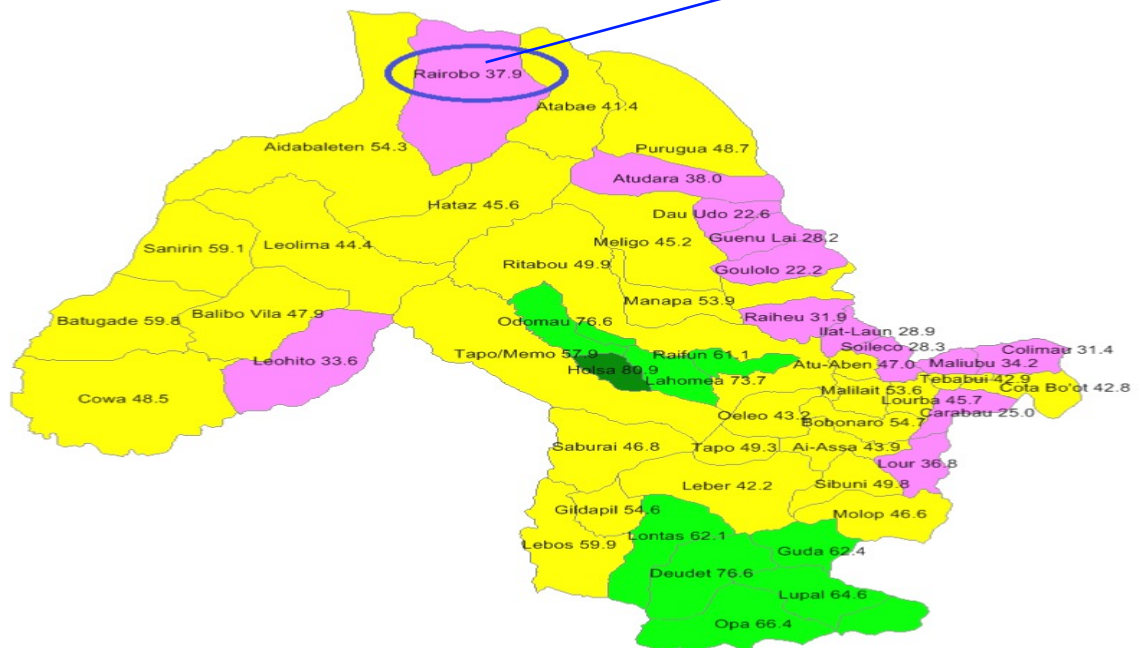 Rairobo 37.9
Atabae 41.4
Aidabaleten 54.3
Purugua 48.7
Atudara 38.0
Hataz 45.6
Dau Udo 22.6
Leolima 44.4
Guenu Lai 28.2
Sanirin 59.1
Meligo 45.2
Ritabou 49.9
Goulolo 22.2
Manapa 53.9
Balibo Vila 47.9
Batugade 59.8
Raiheu 31.9
Odomau 76.6
Ilat-Laun 28.9
Soileco 28.3
Colimau 31.4
Tapo/Memo 57.9
Raifun 61.1
Leohito 33.6
Maliubu 34.2
Atu-Aben 47.0
Holsa 80.9
Lahomea 73.7
Tebabui 42.9
Cota Bo'ot 42.8
Malilait 53.6
Cowa 48.5
Lourba 45.7
Carabau 25.0
Oeleo 43.2
Bobonaro 54.7
Saburai 46.8
Tapo 49.3
Ai-Assa 43.9
Lour 36.8
Leber 42.2
Sibuni 49.8
Gildapil 54.6
Molop 46.6
Lontas 62.1
Lebos 59.9
Guda 62.4
Deudet 76.6
Lupal 64.6
Opa 66.4